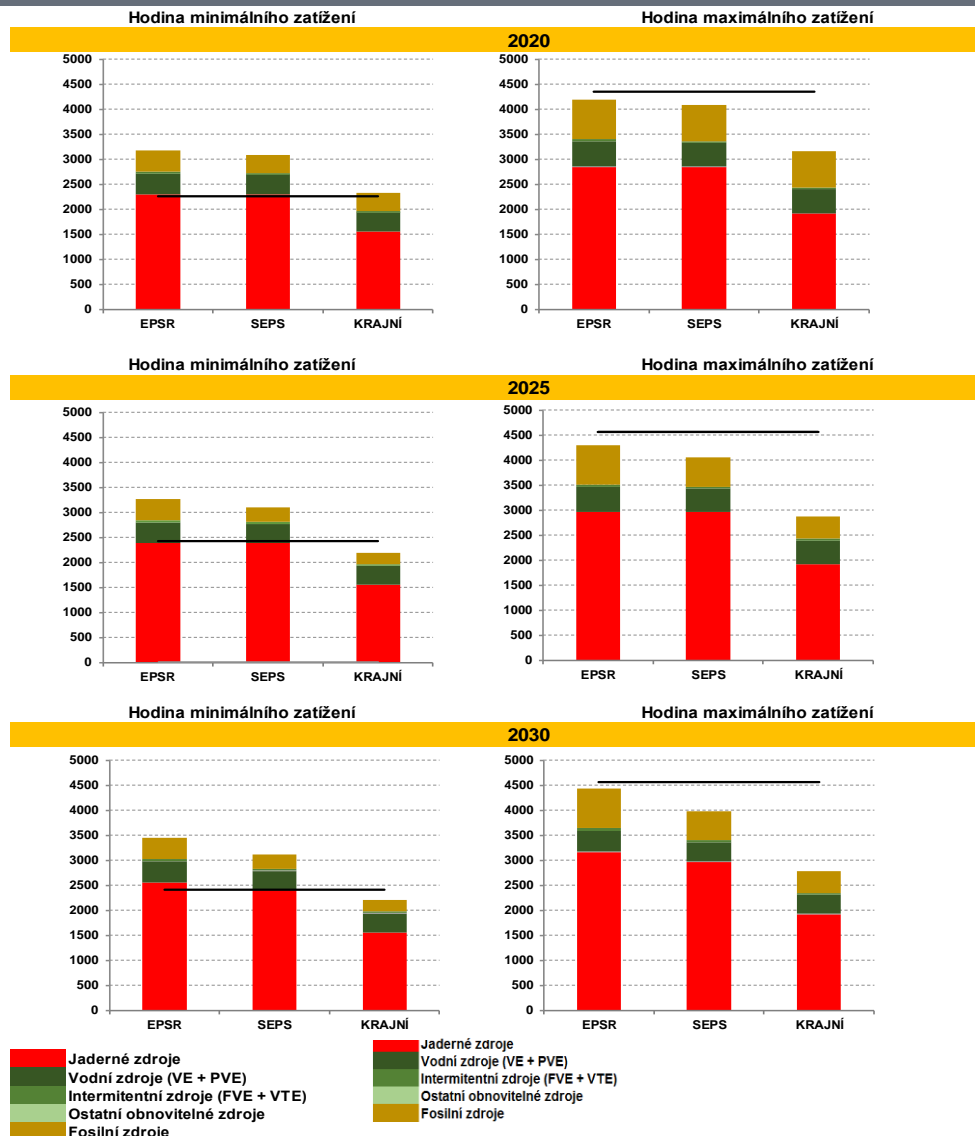 Hodina minimálního zatížení Hodina maximálního zatížení
2020
5000 5000
4500 4500
4000 4000
3500 3500
3000 3000
2500 2500
2000 2000
1500 1500
1000 1000
500 500
0 0
EPSR SEPS KRAJNÍ EPSR SEPS KRAJNÍ
Hodina minimálního zatížení Hodina maximálního zatížení
2025
5000 5000
4500 4500
4000 4000
3500 3500
3000 3000
2500 2500
2000 2000
1500 1500
1000 1000
500 500
0 0
EPSR SEPS KRAJNÍ EPSR SEPS KRAJNÍ
Hodina minimálního zatížení Hodina maximálního zatížení
2030
5000 5000
4500 4500
4000 4000
3500 3500
3000 3000
2500 2500
2000 2000
1500 1500
1000 1000
500 500
0 0
EPSR SEPS KRAJNÍ EPSR SEPS KRAJNÍ
Jaderné zdroje
Vodní zdroje (VE + PVE)
Intermitentní zdroje (FVE + VTE)
Ostatní obnovitelné zdroje
Fosilní zdroje
Jaderné zdroje
Vodní zdroje (VE + PVE)
Intermitentní zdroje (FVE + VTE)
Ostatní obnovitelné zdroje
Fosilní zdroje